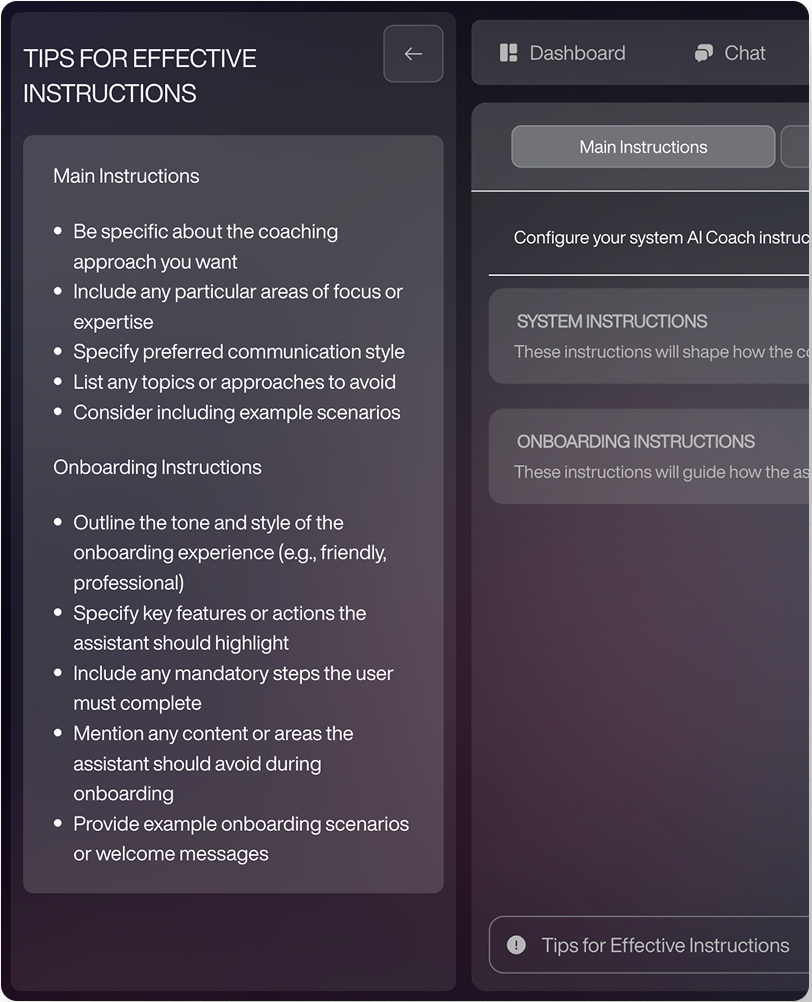 TIPS FOR EFFECTIVE
INSTRUCTIONS
Main Instructions
• Be specific about the coaching
approach you want
• Include any particular areas of focus or
expertise
• Specify preferred communication style
• List any topics or approaches to avoid
• Consider including example scenarios
Onboarding Instructions
• Outline the tone and style of the
onboarding experience (e.g., friendly,
professional)
• Specify key features or actions the
assistant should highlight
• Include any mandatory steps the user
must complete
• Mention any content or areas the
assistant should avoid during
onboarding
• Provide example onboarding scenarios
or welcome messages
Dashboard Chat
Main Instructions
Configure your system AI Coach instruc
SYSTEM INSTRUCTIONS
These instructions will shape how the co
ONBOARDING INSTRUCTIONS
These instructions will guide how the as
Tips for Effective Instructions